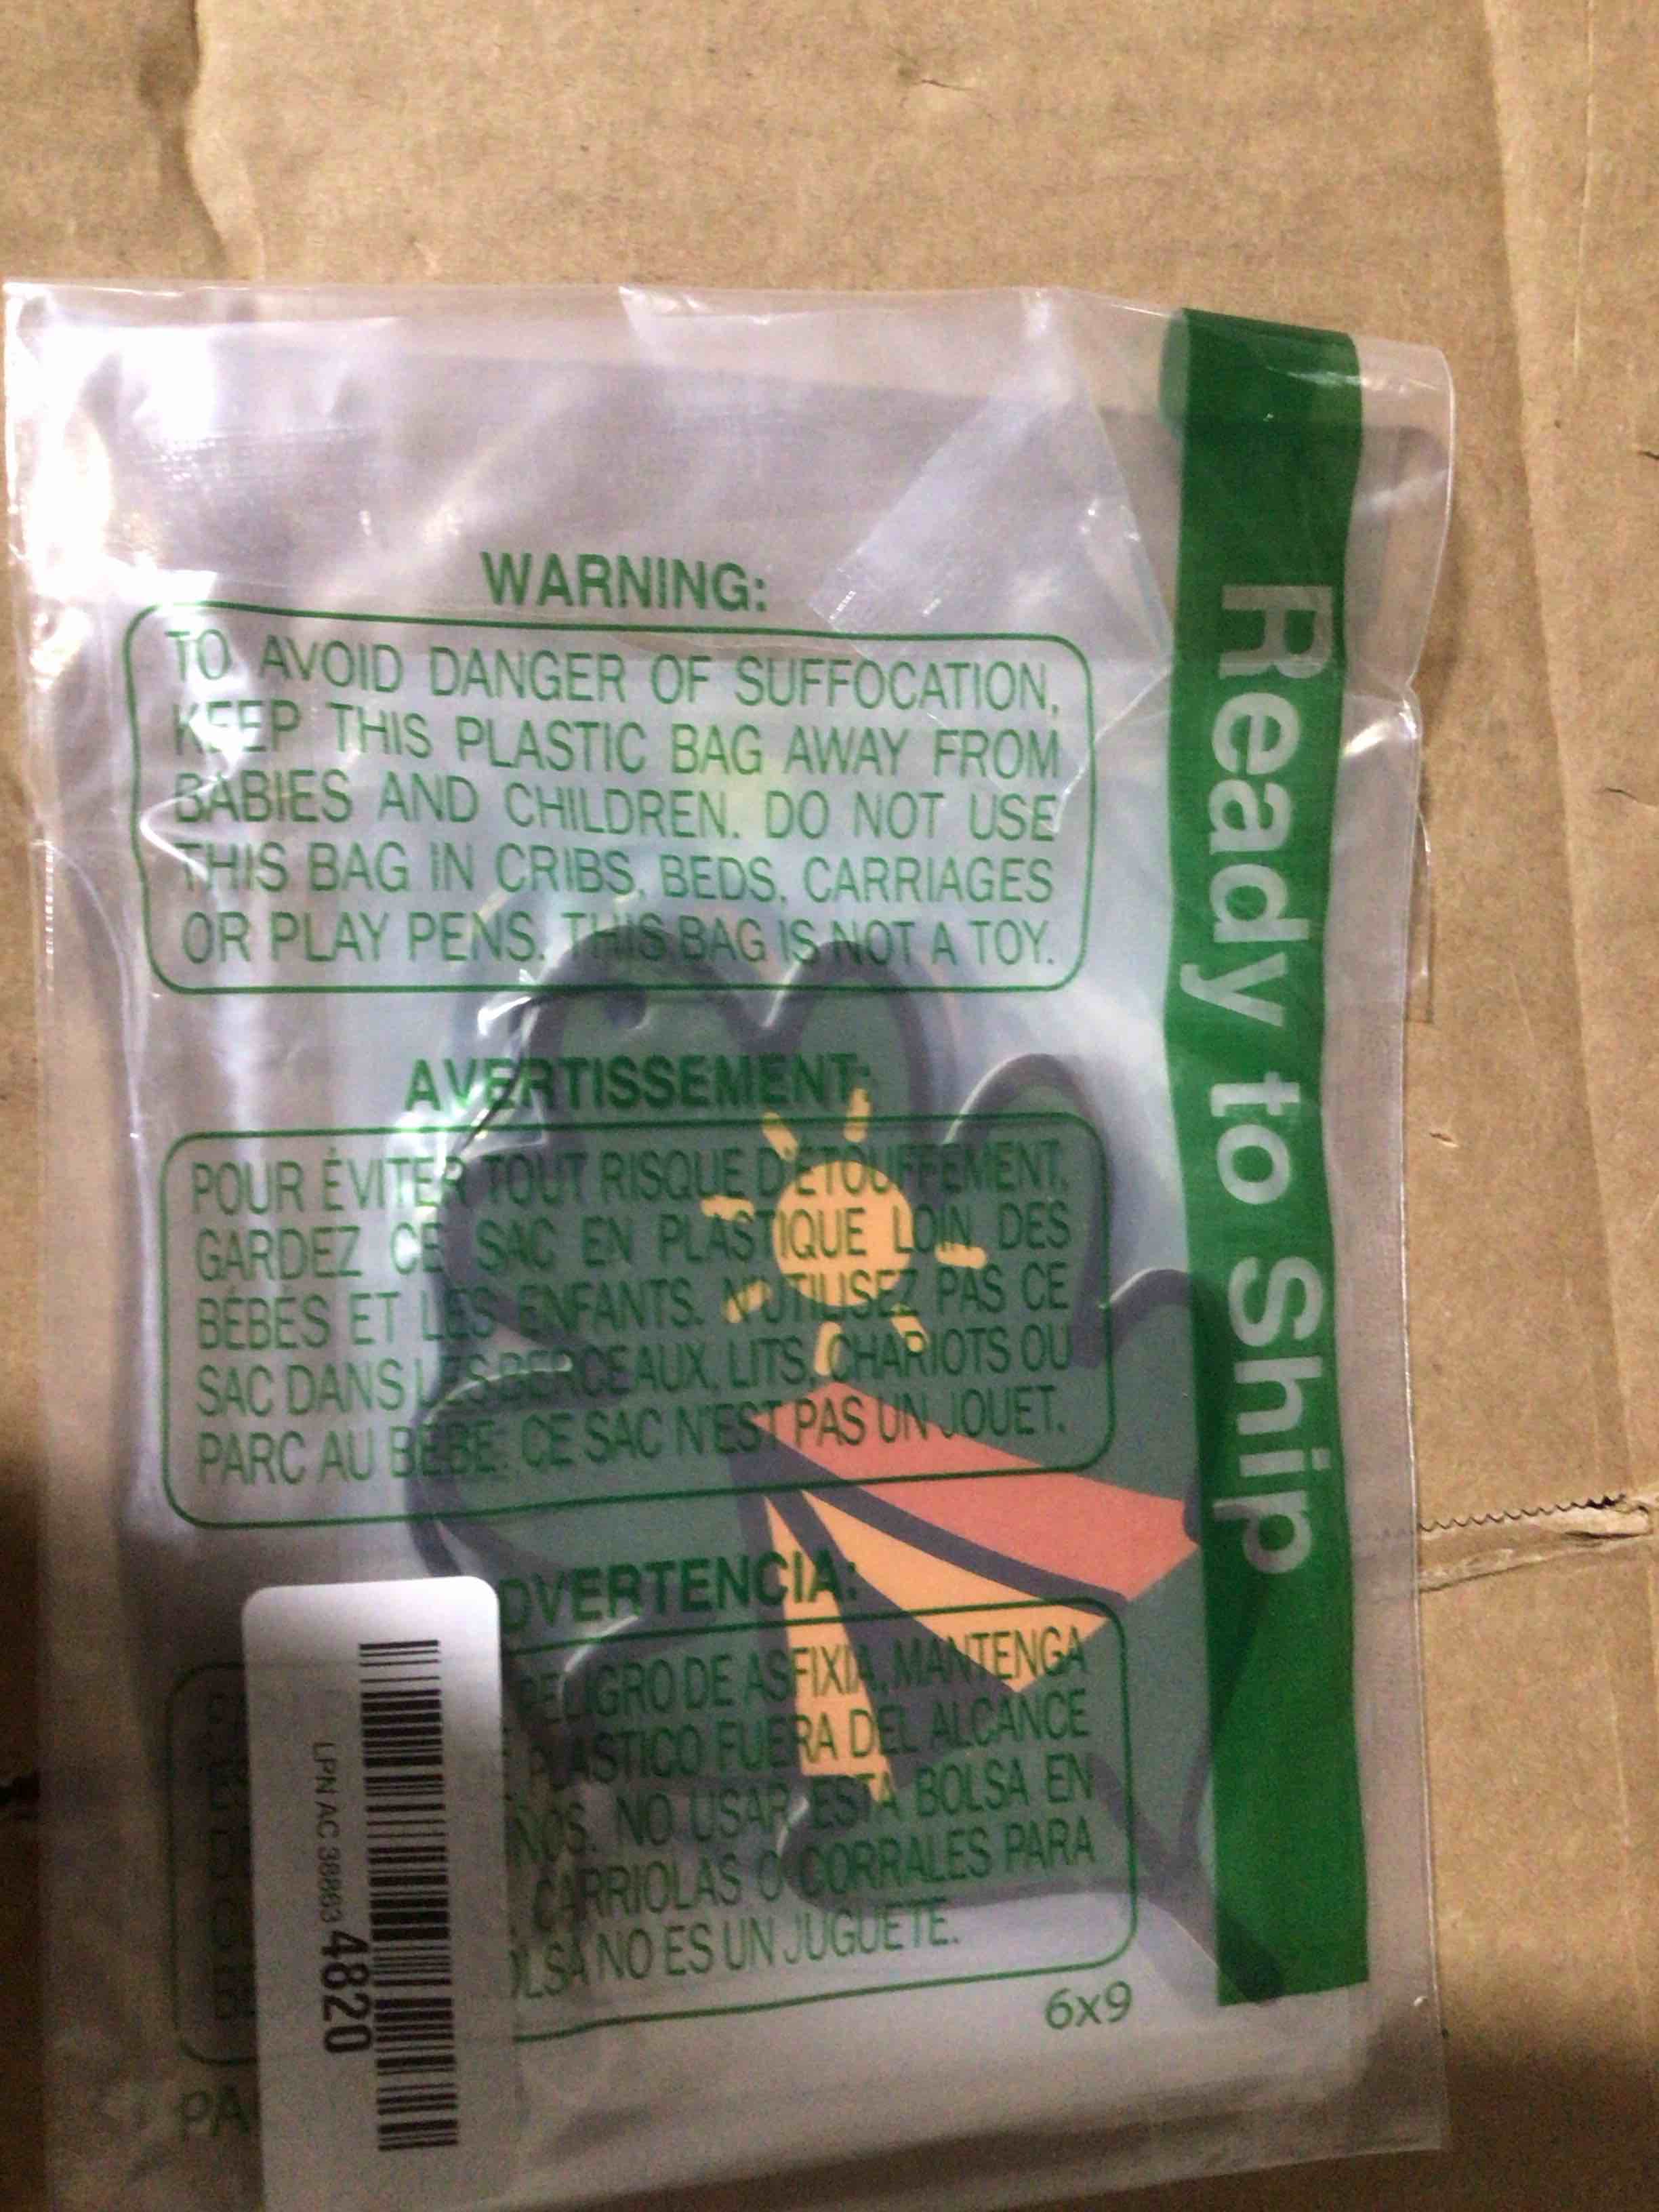 WARNING:
TO AVOID DANGER OF SUFFOCATION,
KEEP THIS PLASTIC BAG AWAY FROM
BABIES AND CHILDREN. DO NOT USE
THIS BAG IN CRIBS, BEDS, CARRIAGES
OR PLAY PENS. THIS BAG IS NOT A TOY.
AVERTISSEMENT:
POUR ÉVITER TOUT RISQUE D'ETOUFFEMENT,
GARDEZ CE SAC EN PLASTIQUE LOIN DES
BÉBÉS ET LES ENFANTS. N'UTILISEZ PAS CE
SAC DANS LES BERCEAUX, LITS, CHARIOTS OU
PARC AU BÉBÉ. CE SAC N'EST PAS UN JOUET.
DVERTENCIA:
PELIGRO DE ASFIXIA, MANTENGA
PLASTICO FUERA DEL ALCANCE
ÑOS. NO USAR ESTA BOLSA EN
CARRIOLAS O CORRALES PARA
OLSA NO ES UN JUGUETE.
6x9
PA
LPN AC 38863 4820
Ready to Ship